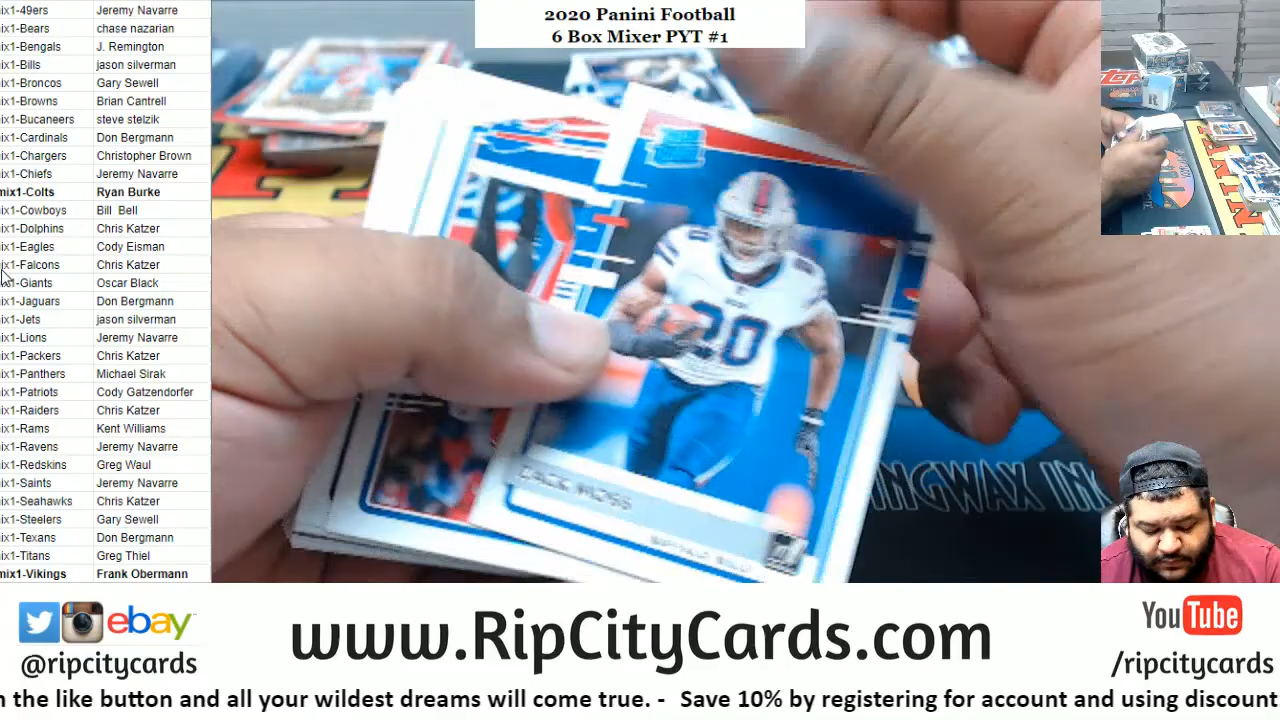 2020 Panini Football
6 Box Mixer PYT #1
ix1-49ers Jeremy Navarre
ix1-Bears chase nazarian
ix1-Bengals J. Remington
ix1-Bills jason silverman
ix1-Broncos Gary Sewell
ix1-Browns Brian Cantrell
ix1-Bucaneers steve stelzik
ix1-Cardinals Don Bergmann
ix1-Chargers Christopher Brown
ix1-Chiefs Jeremy Navarre
mix1-Colts Ryan Burke
ix1-Cowboys Bill Bell
ix1-Dolphins Chris Katzer
ix1-Eagles Cody Eisman
ix1-Falcons Chris Katzer
ix1-Giants Oscar Black
ix1-Jaguars Don Bergmann
ix1-Jets jason silverman
ix1-Lions Jeremy Navarre
ix1-Packers Chris Katzer
ix1-Panthers Michael Sirak
ix1-Patriots Cody Gatzendorfer
ix1-Raiders Chris Katzer
ix1-Rams Kent Williams
ix1-Ravens Jeremy Navarre
ix1-Redskins Greg Waul
ix1-Saints Jeremy Navarre
ix1-Seahawks Chris Katzer
ix1-Steelers Gary Sewell
ix1-Texans Don Bergmann
ix1-Titans Greg Thiel
mix1-Vikings Frank Obermann
20
ZACK MOSS
BUFFALO BILLS
INGWAX INK
Topps
ebay
@ripcitycards
www.RipCityCards.com
YouTube
/ripcitycards
n the like button and all your wildest dreams will come true. - Save 10% by registering for account and using discount